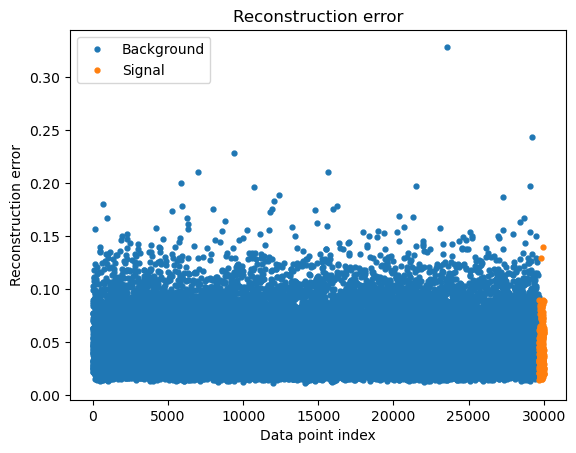 Reconstruction error
Background
Signal
Reconstruction error
0.30
0.25
0.20
0.15
0.10
0.05
0.00
0
5000
10000
15000
20000
25000
30000
Data point index